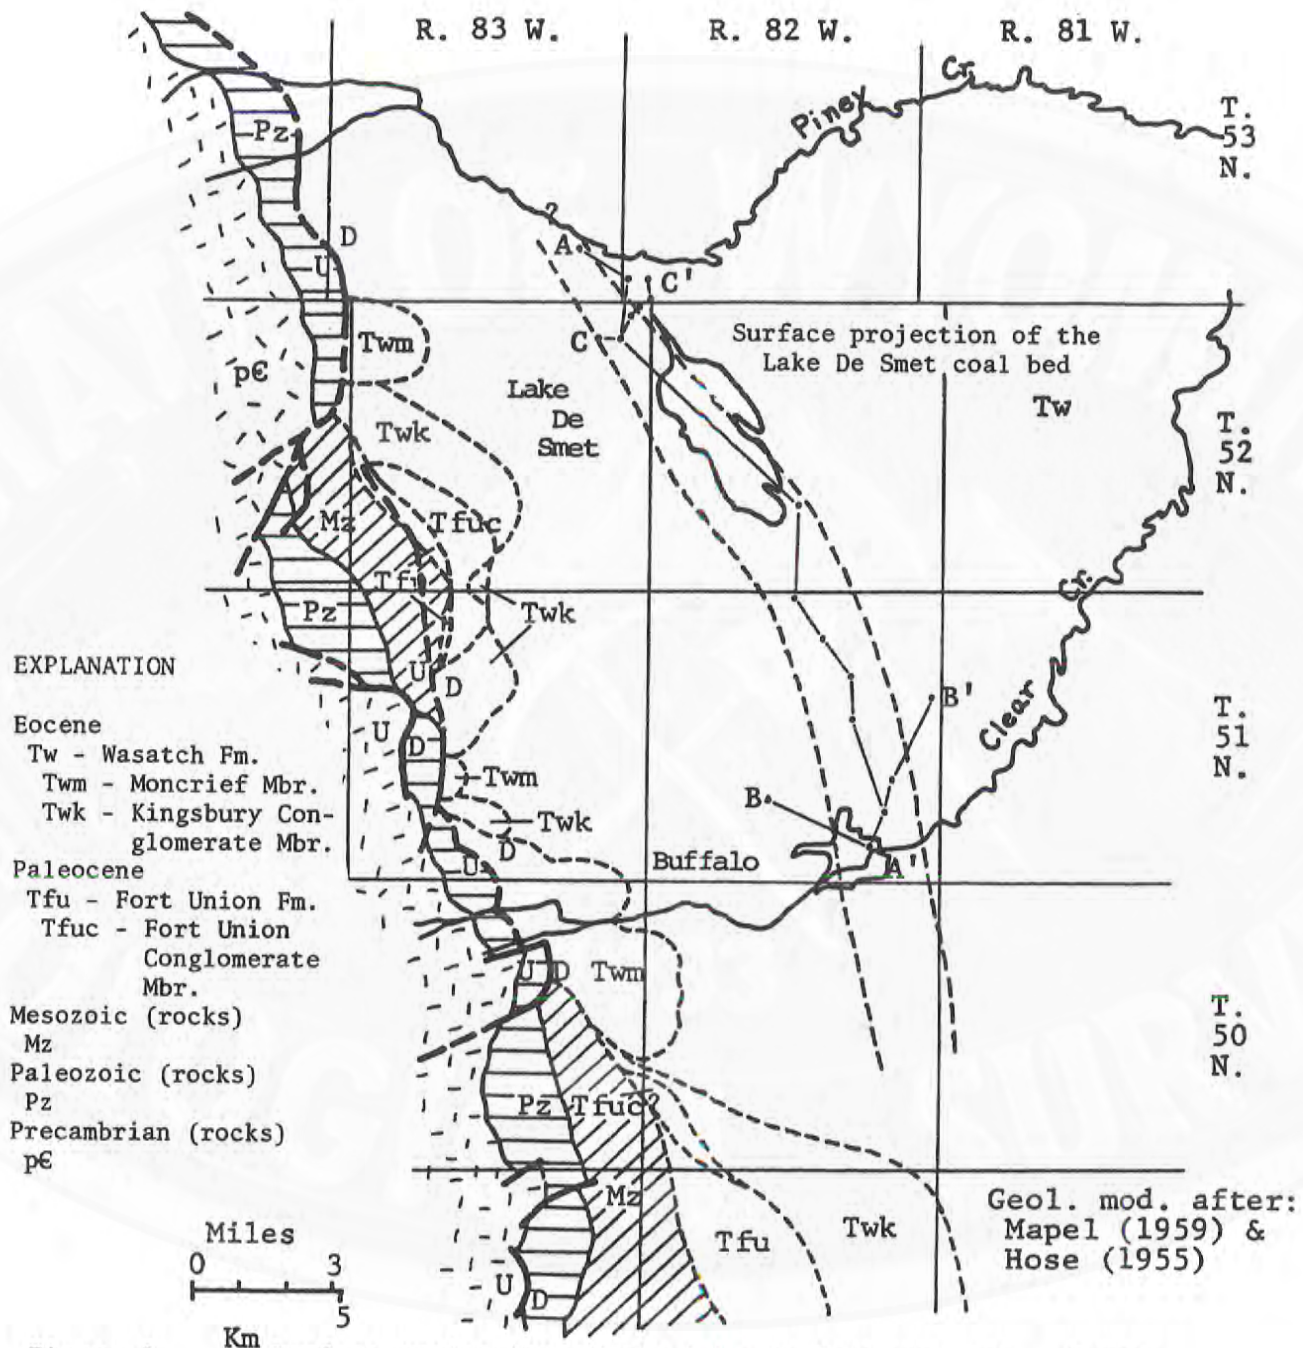 R. 83 W.
R. 82 W.
R. 81 W.
Piney Cr.
T.
53
N.
Pz
D
U
?
A
C'
C
Twm
Surface projection of the
Lake De Smet coal bed
pЄ
Lake
De
Smet
Tw
Twk
T.
52
N.
Mz
Tfuc
Tfu
Pz
Twk
Clear Cr.
U
D
U
D
B'
T.
51
N.
Twm
B
Twk
D
U
Buffalo
A'
U
D
Twm
T.
50
N.
Pz
Tfuc?
Mz
Tfu
Twk
U
D
EXPLANATION
Eocene
Tw - Wasatch Fm.
Twm - Moncrief Mbr.
Twk - Kingsbury Con-
glomerate Mbr.
Paleocene
Tfu - Fort Union Fm.
Tfuc - Fort Union
Conglomerate
Mbr.
Mesozoic (rocks)
Mz
Paleozoic (rocks)
Pz
Precambrian (rocks)
pЄ
Miles
0 3
5
Km
Geol. mod. after:
Mapel (1959) &
Hose (1955)